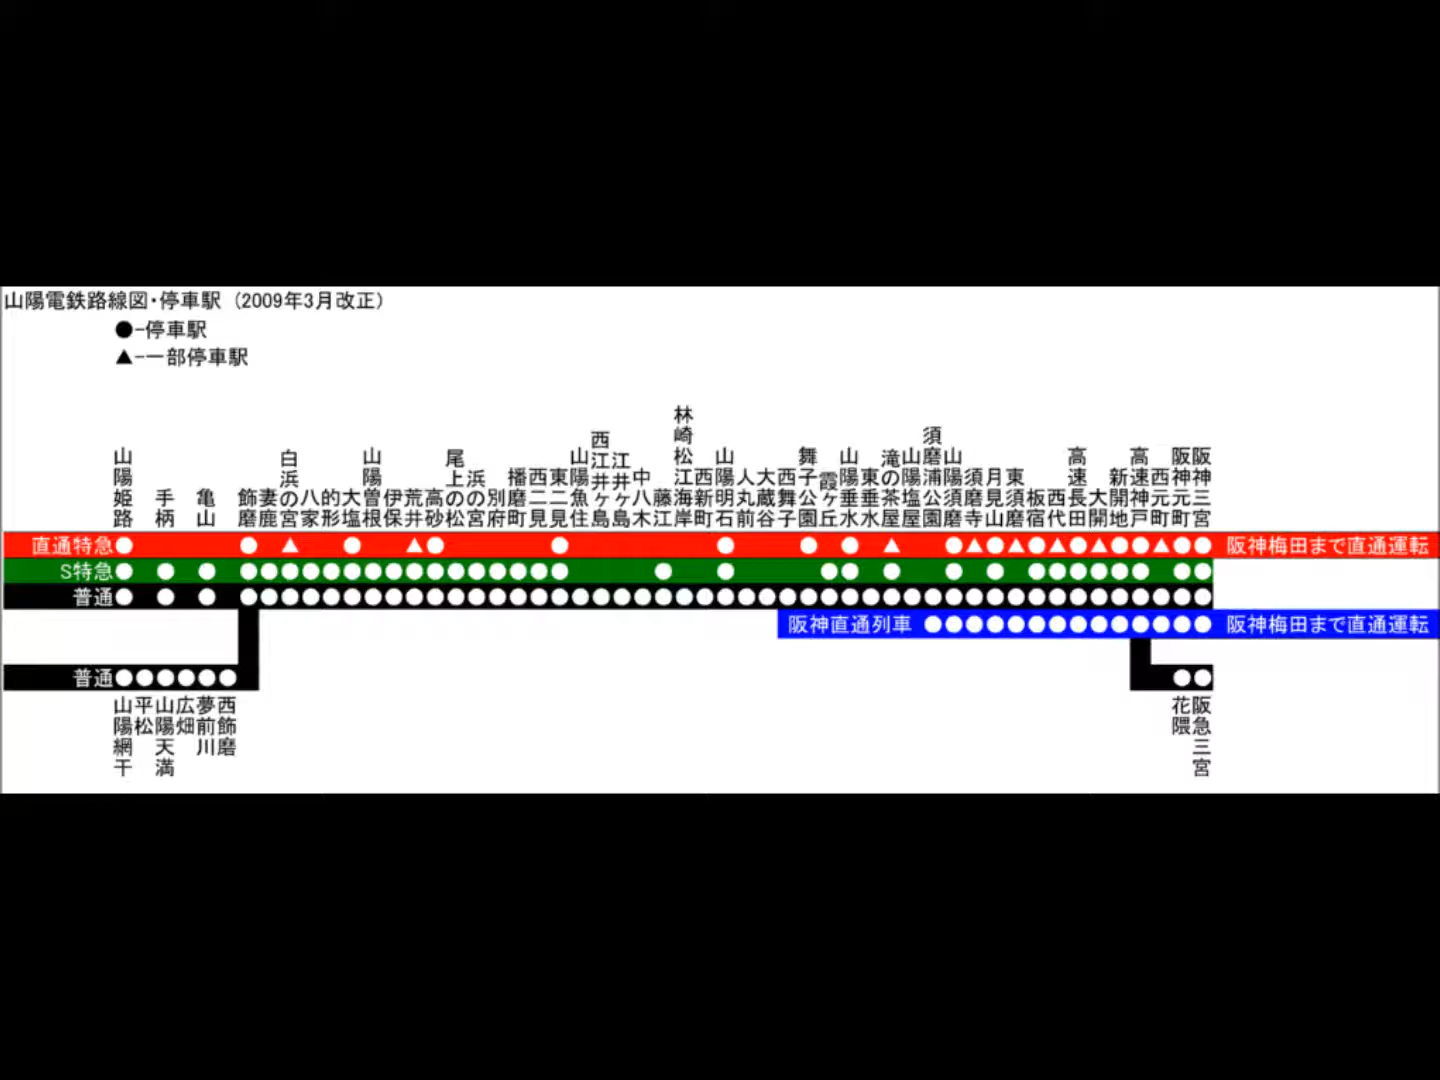 山陽電鉄路線図・停車駅 (2009年3月改正)
●-停車駅
▲-一部停車駅
山陽姫路
手柄
亀山
飾磨
妻鹿
白浜の宮
八家
的形
大塩
山陽曽根
伊保
荒井
高砂
尾上の松
浜の宮
別府
播磨町
西二見
東二見
山陽魚住
西江井ヶ島
江井ヶ島
中八木
藤江
林崎松江海岸
西新町
山陽明石
人丸前
大蔵谷
西舞子
舞子公園
霞ヶ丘
山陽垂水
東垂水
滝の茶屋
山陽塩屋
須磨浦公園
山陽須磨
須磨寺
月見山
東須磨
板宿
西代
高速長田
大開
新開地
高速神戸
西元町
阪神元町
阪神三宮
直通特急 阪神梅田まで直通運転
S特急
普通
阪神直通列車 阪神梅田まで直通運転
普通
山陽網干
平松
山陽天満
広畑
夢前川
西飾磨
花隈
阪急三宮